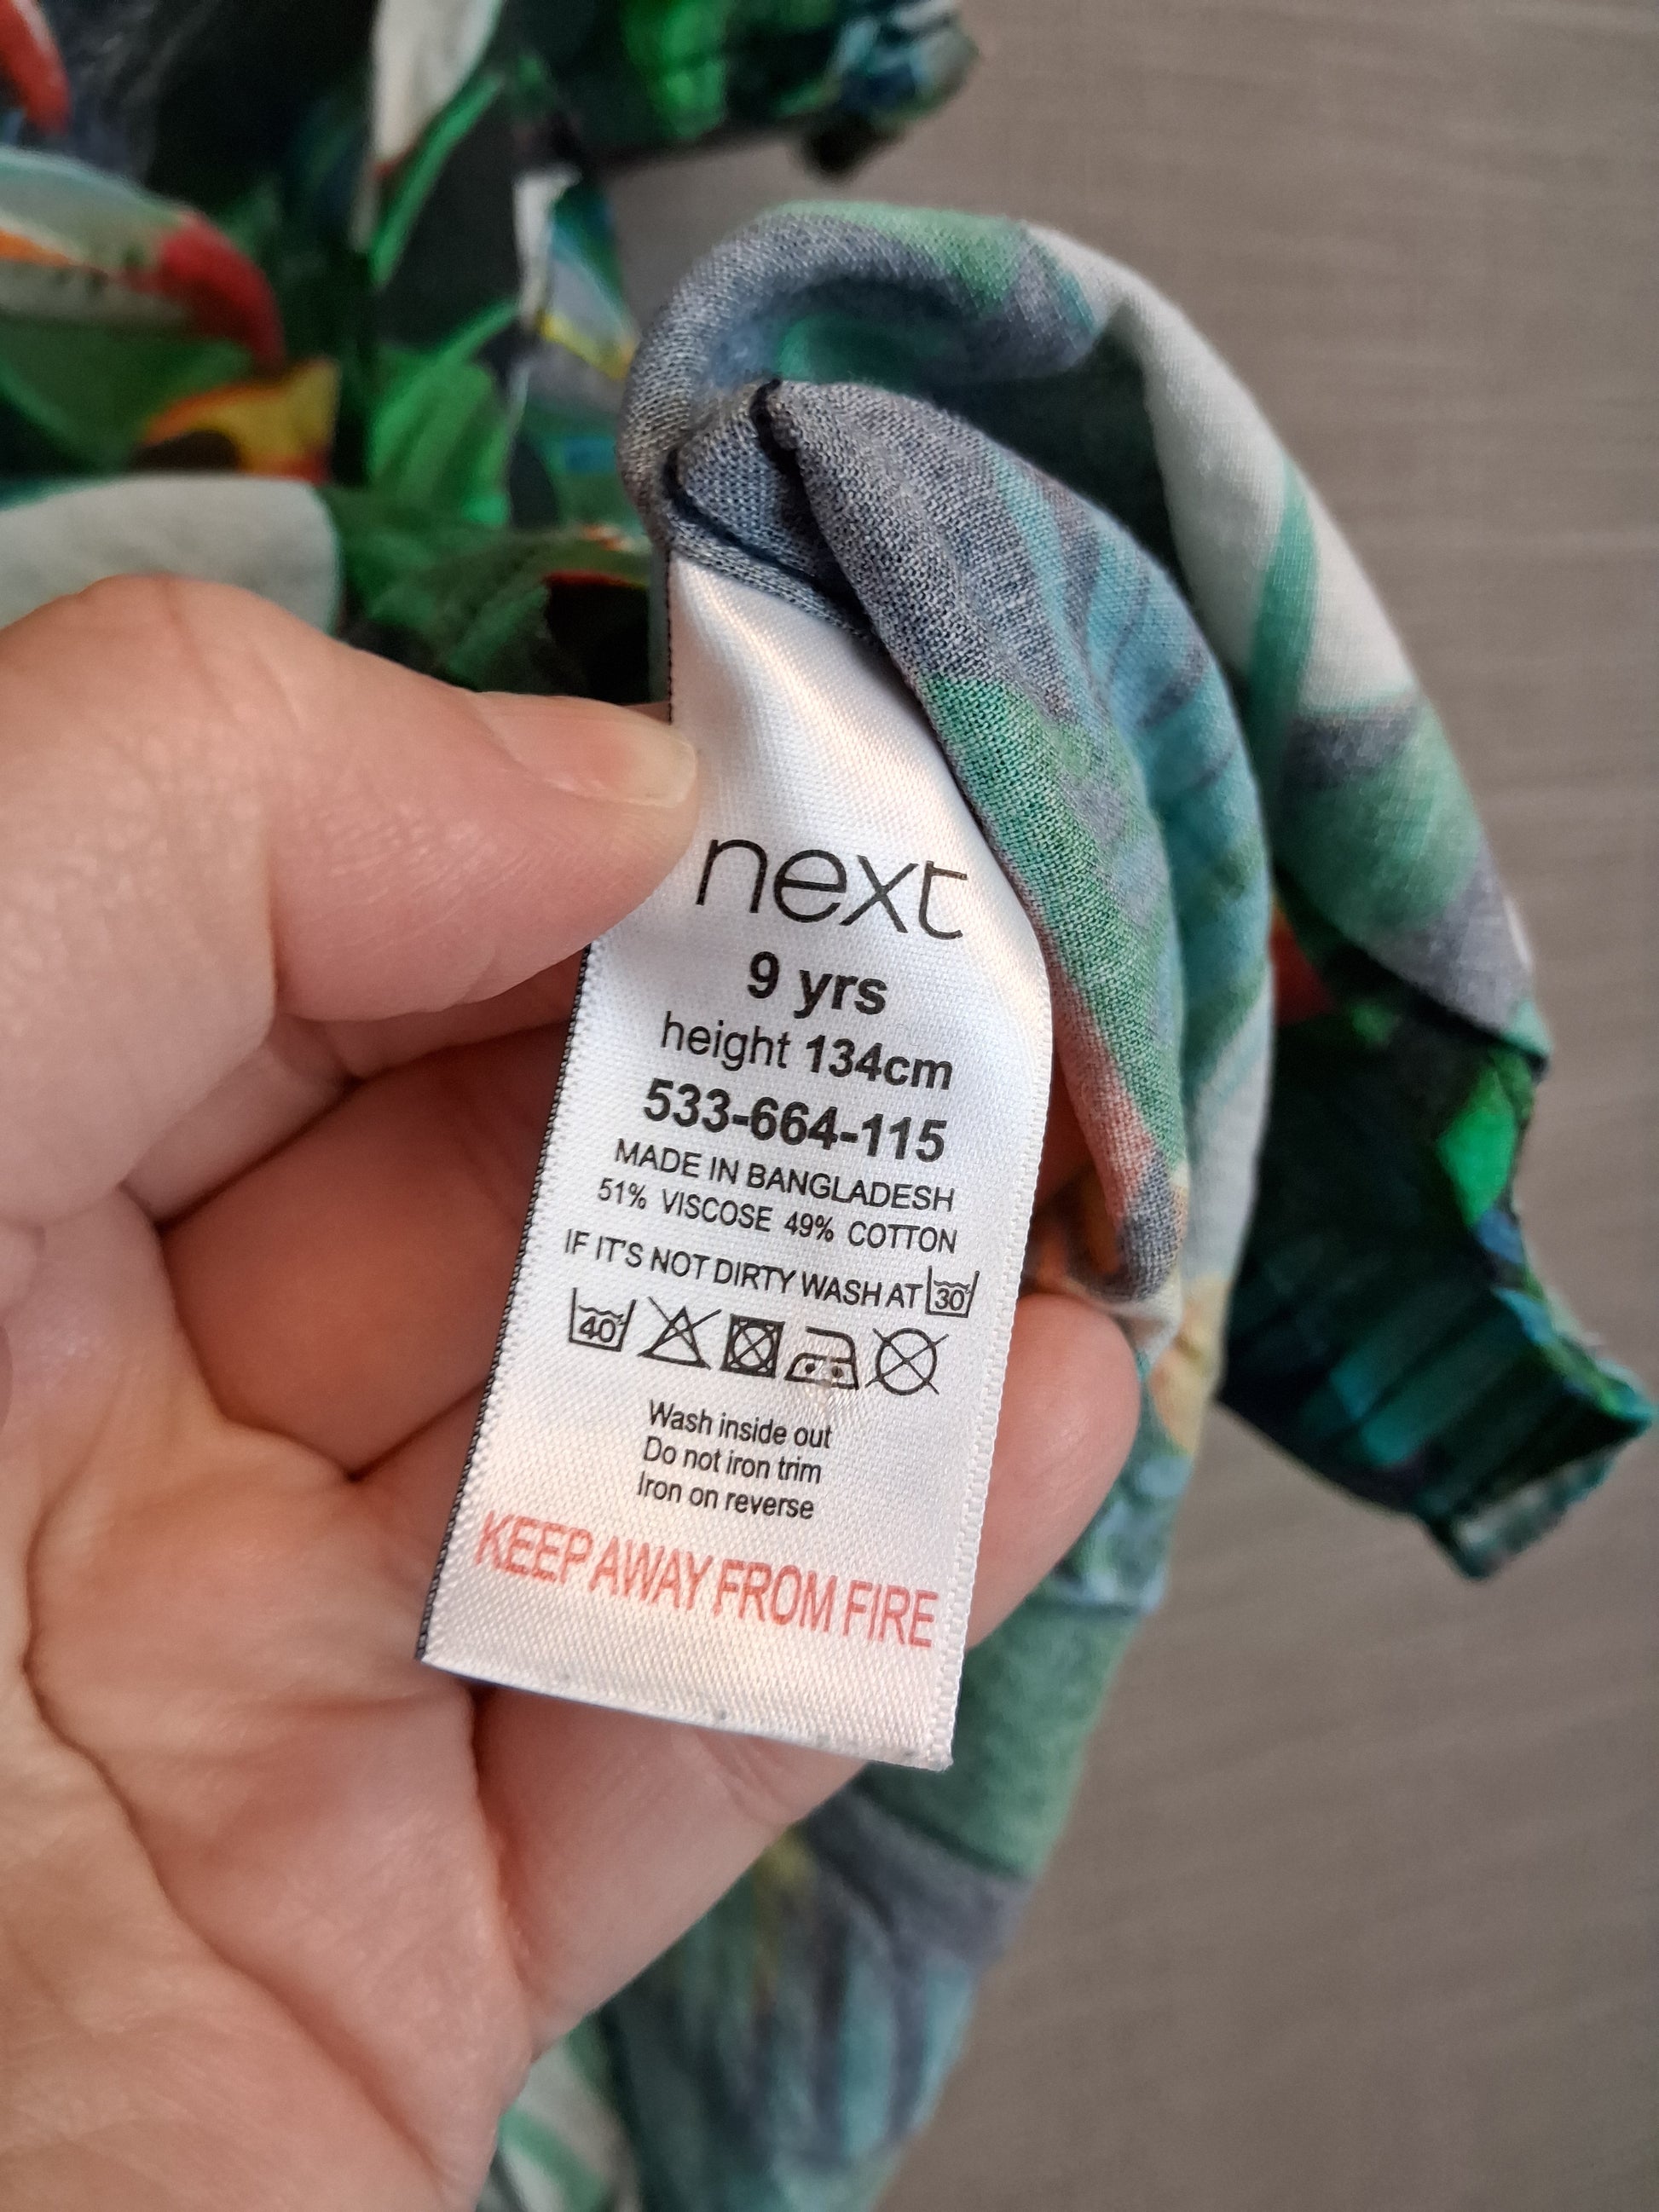 next
9 yrs
height 134cm
533-664-115
MADE IN BANGLADESH
51% VISCOSE 49% COTTON
IF IT'S NOT DIRTY WASH AT 30°
40°
Wash inside out
Do not iron trim
Iron on reverse
KEEP AWAY FROM FIRE